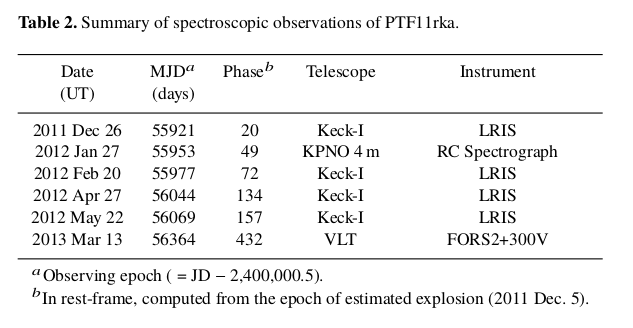 Table 2. Summary of spectroscopic observations of PTF11rka.
Date MJDᵃ Phaseᵇ Telescope Instrument
(UT) (days)
2011 Dec 26 55921 20 Keck-I LRIS
2012 Jan 27 55953 49 KPNO 4 m RC Spectrograph
2012 Feb 20 55977 72 Keck-I LRIS
2012 Apr 27 56044 134 Keck-I LRIS
2012 May 22 56069 157 Keck-I LRIS
2013 Mar 13 56364 432 VLT FORS2+300V
ᵃObserving epoch ( = JD − 2,400,000.5).
ᵇIn rest-frame, computed from the epoch of estimated explosion (2011 Dec. 5).